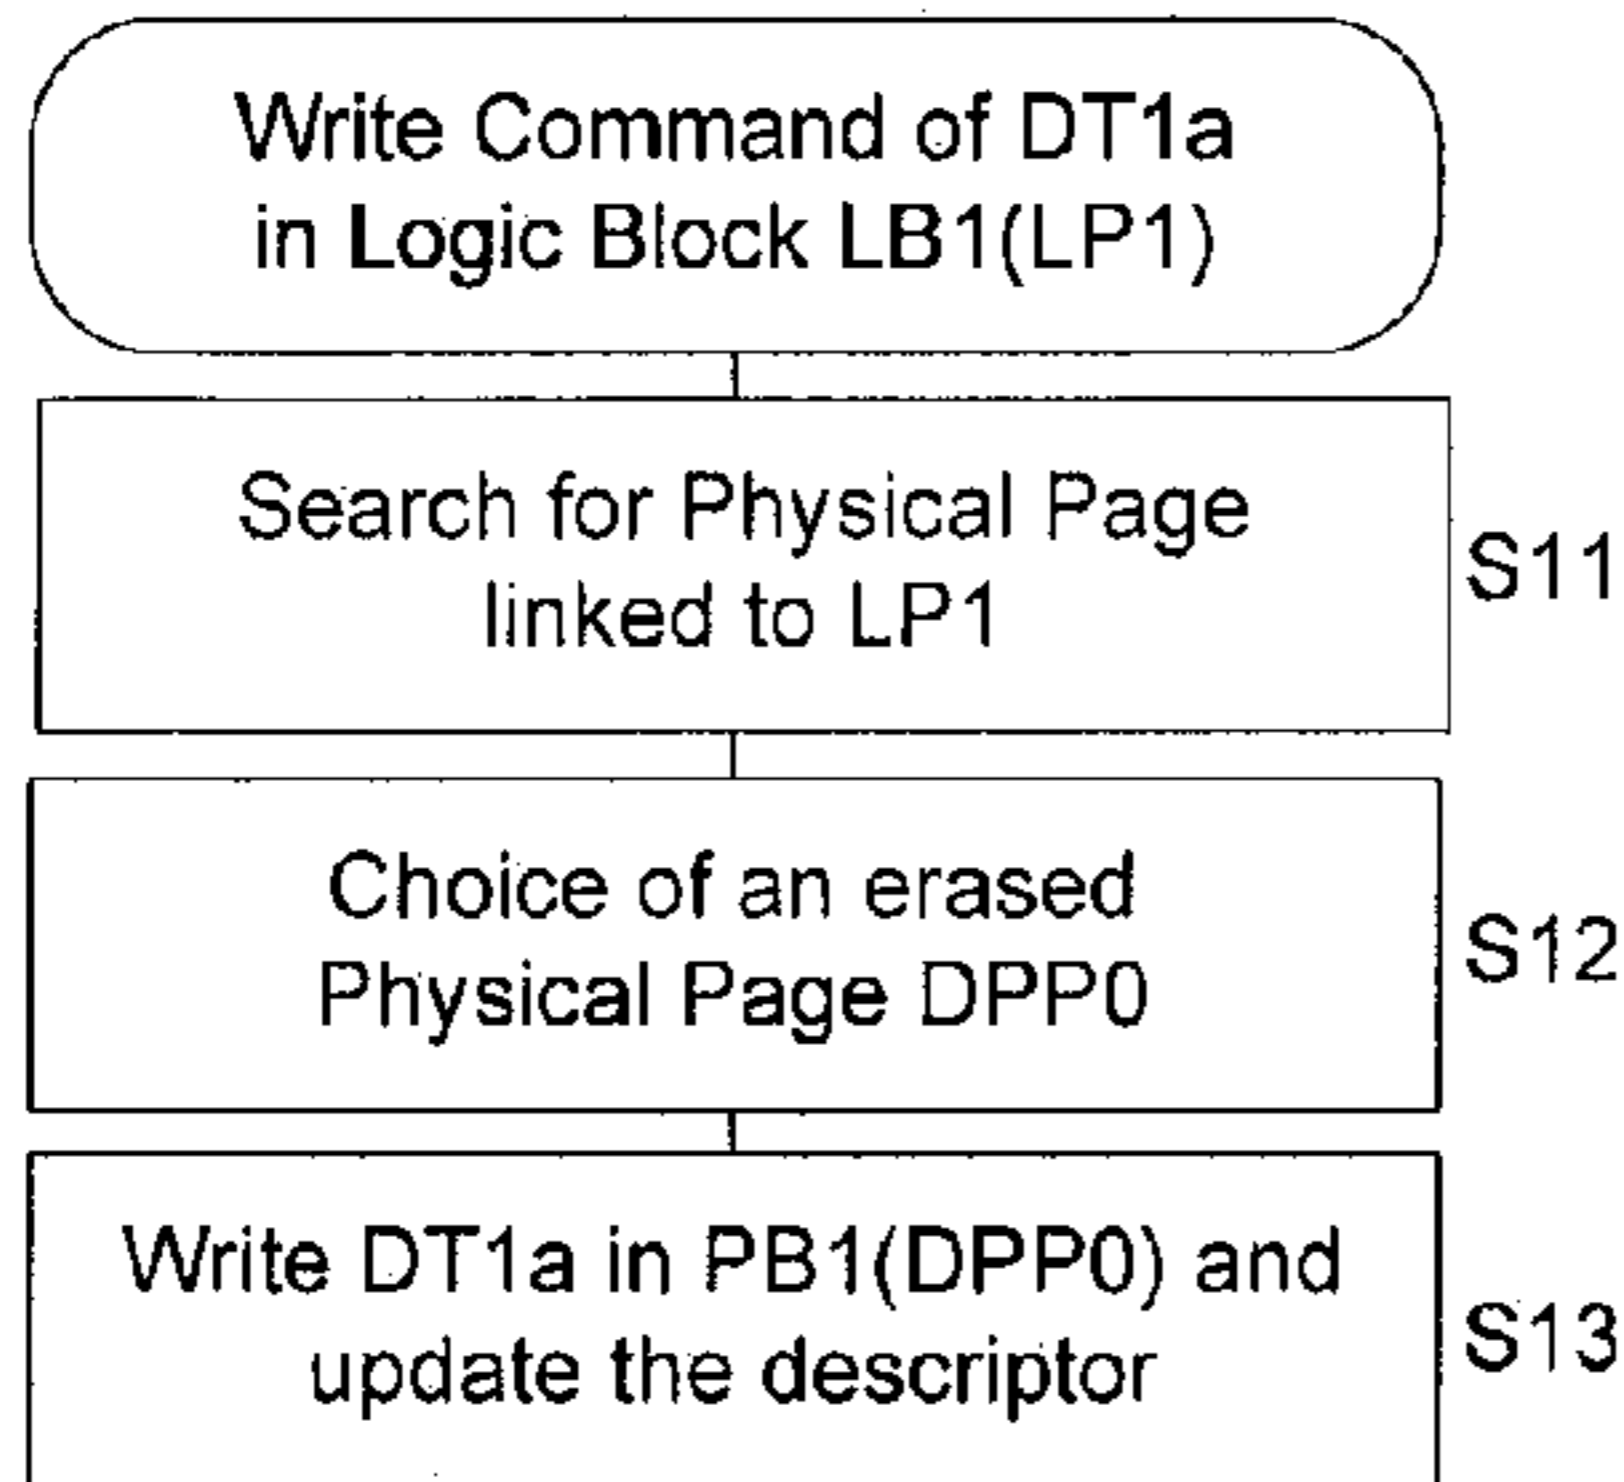 Write Command of DT1a
in Logic Block LB1(LP1)
Search for Physical Page
linked to LP1
S11
Choice of an erased
Physical Page DPP0
S12
Write DT1a in PB1(DPP0) and
update the descriptor
S13